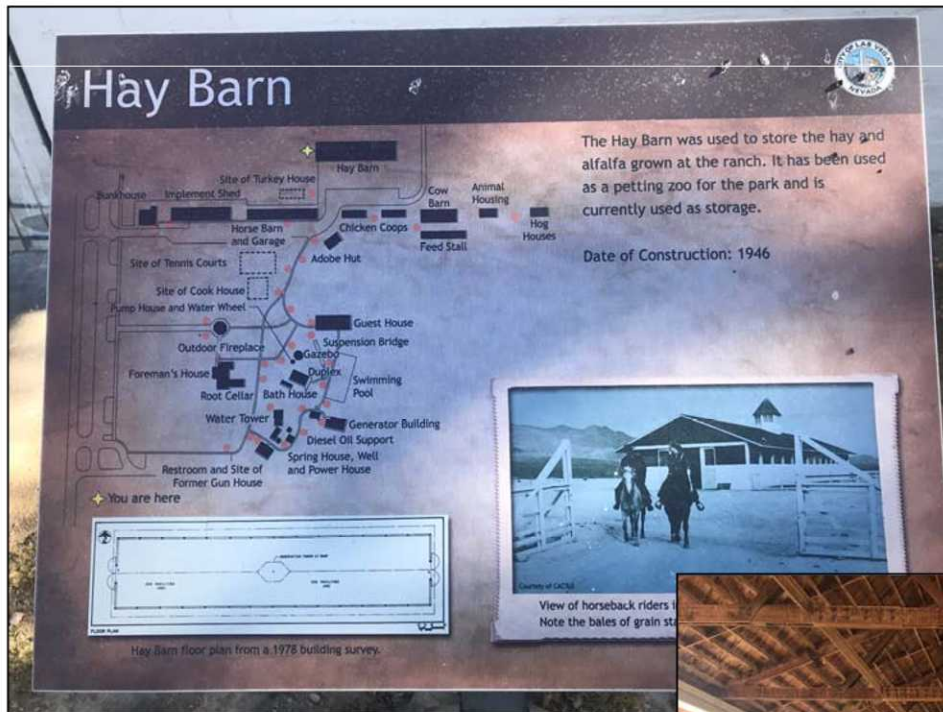 Hay Barn
CITY OF LAS VEGAS
NEVADA
The Hay Barn was used to store the hay and
alfalfa grown at the ranch. It has been used
as a petting zoo for the park and is
currently used as storage.
Date of Construction: 1946
Hay Barn
Site of Turkey House
Bunkhouse
Implement Shed
Horse Barn
and Garage
Chicken Coops
Cow
Barn
Feed Stall
Animal
Housing
Hog
Houses
Adobe Hut
Site of Tennis Courts
Site of Cook House
Pump House and Water Wheel
Guest House
Suspension Bridge
Outdoor Fireplace
Gazebo
Duplex
Foreman's House
Root Cellar
Bath House
Swimming
Pool
Water Tower
Generator Building
Diesel Oil Support
Spring House, Well
and Power House
Restroom and Site of
Former Gun House
You are here
FLOOR PLAN
Hay Barn floor plan from a 1978 building survey.
Courtesy of
View of horseback riders
Note the bales of grain